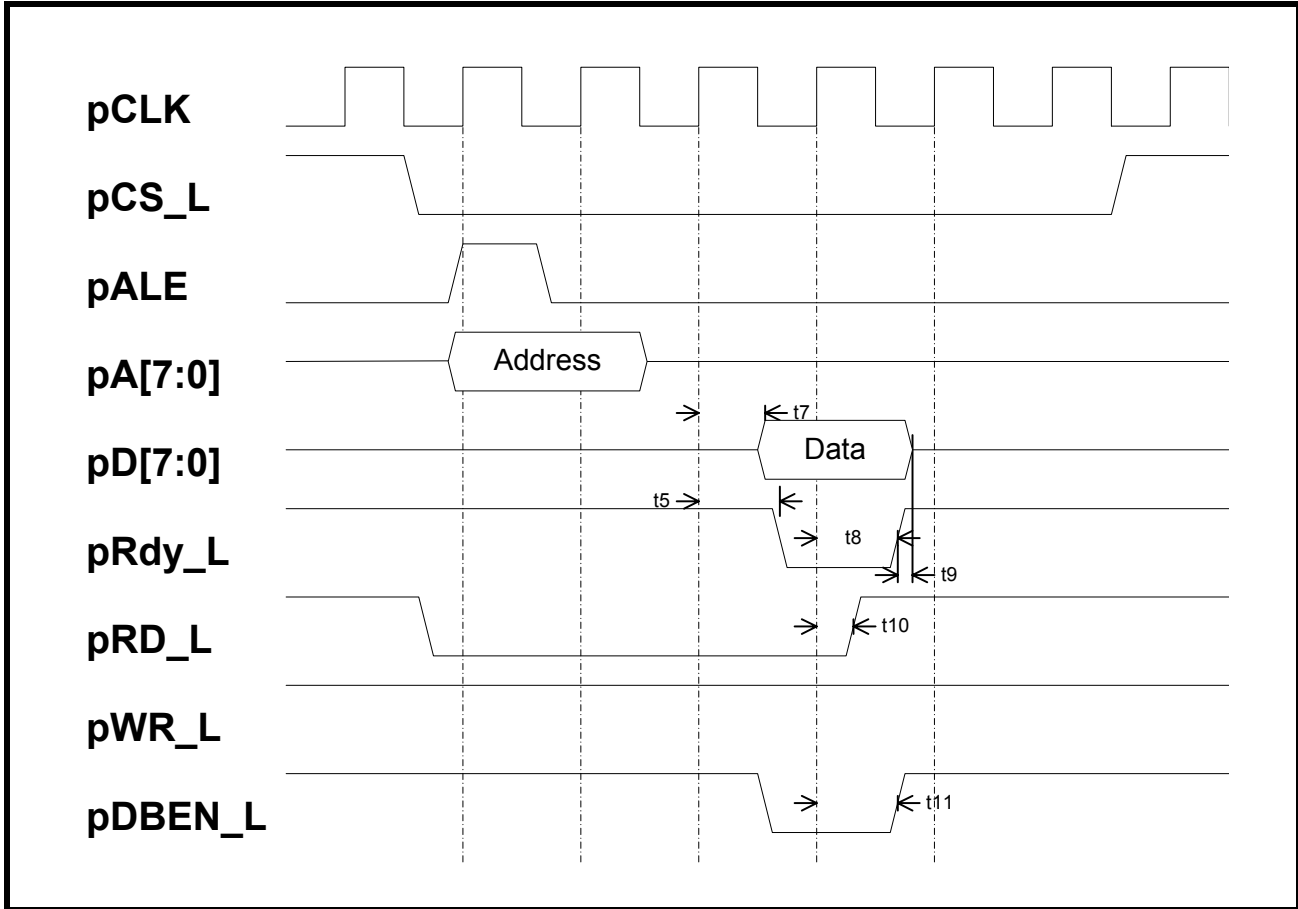 pCLK
pCS_L
pALE
pA[7:0]
Address
t7
pD[7:0]
Data
t5
pRdy_L
t8
t9
pRD_L
t10
pWR_L
pDBEN_L
t11